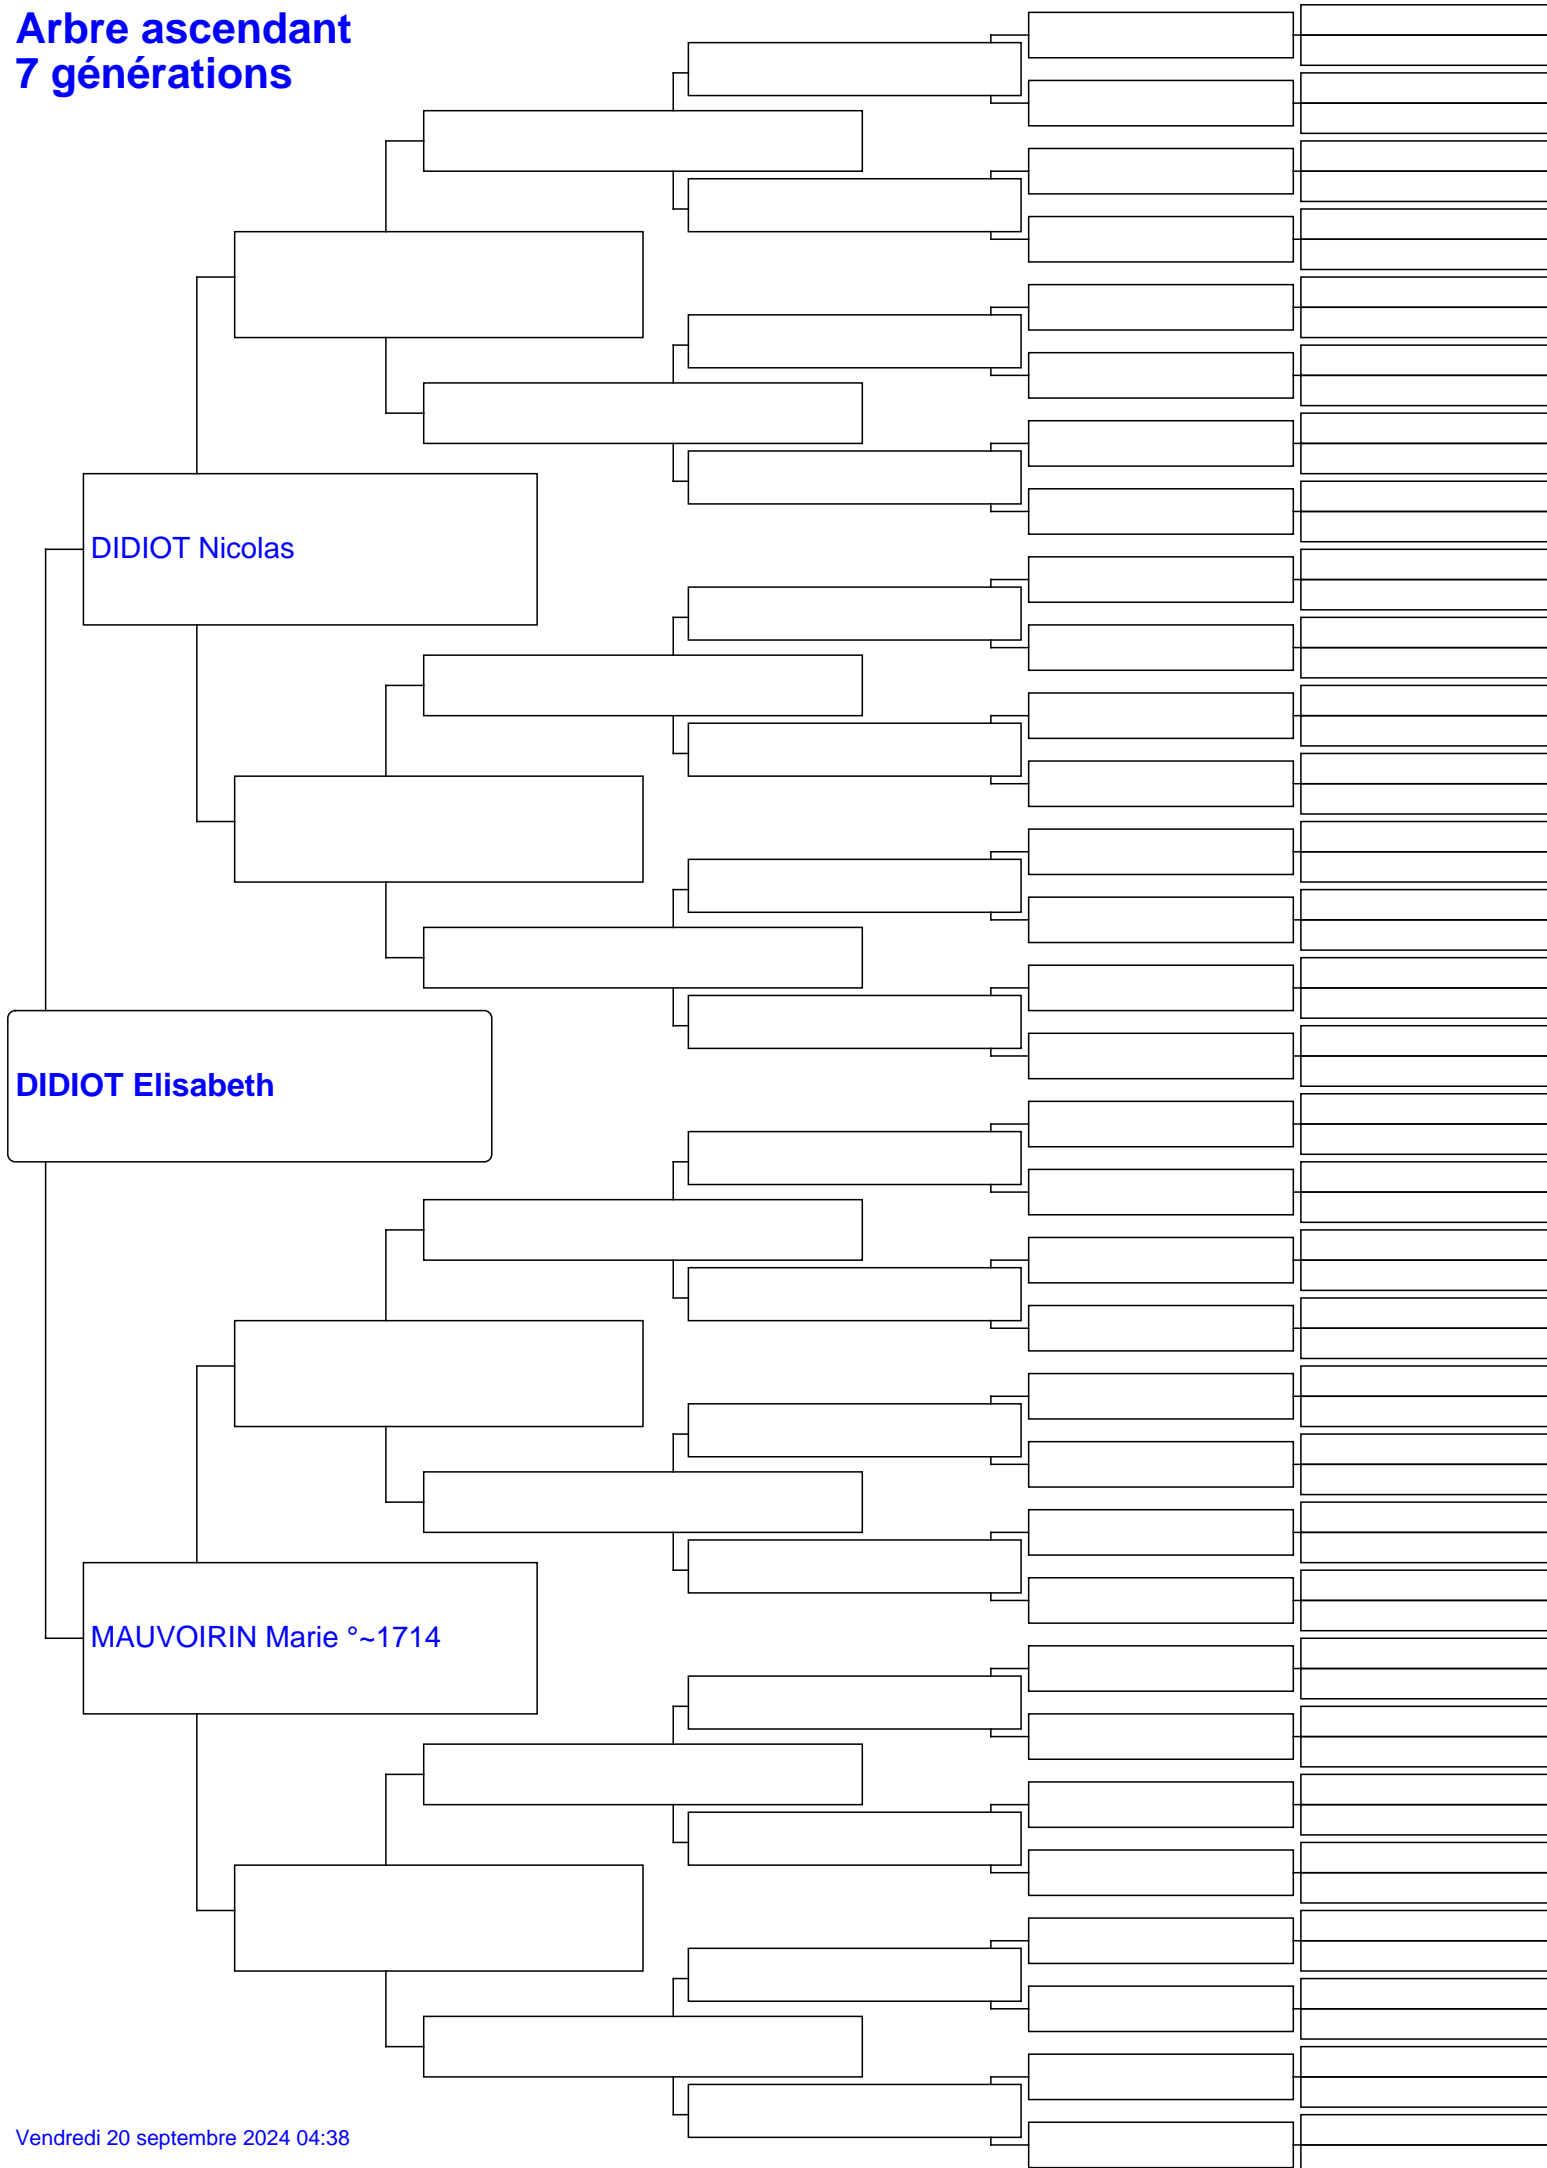 Arbre ascendant
7 générations
DIDIOT Nicolas
DIDIOT Elisabeth
MAUVOIRIN Marie °~1714
Vendredi 20 septembre 2024 04:38